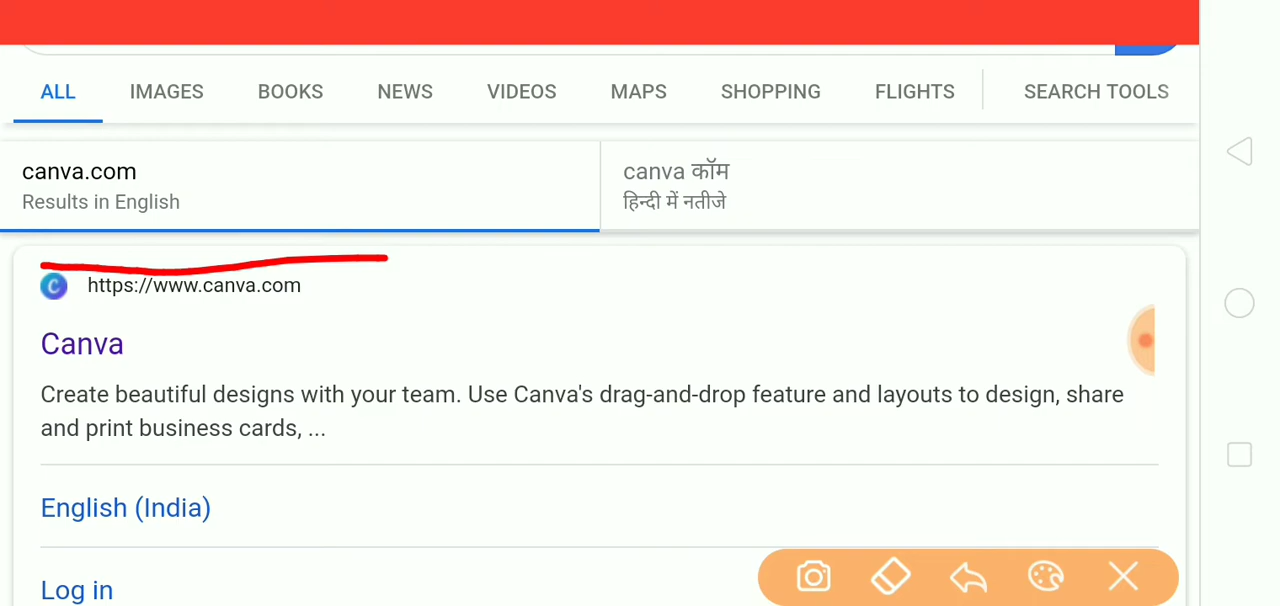 ALL IMAGES BOOKS NEWS VIDEOS MAPS SHOPPING FLIGHTS SEARCH TOOLS
canva.com
Results in English
canva कॉम
हिन्दी में नतीजे
C https://www.canva.com
Canva
Create beautiful designs with your team. Use Canva's drag-and-drop feature and layouts to design, share
and print business cards, ...
English (India)
Log in